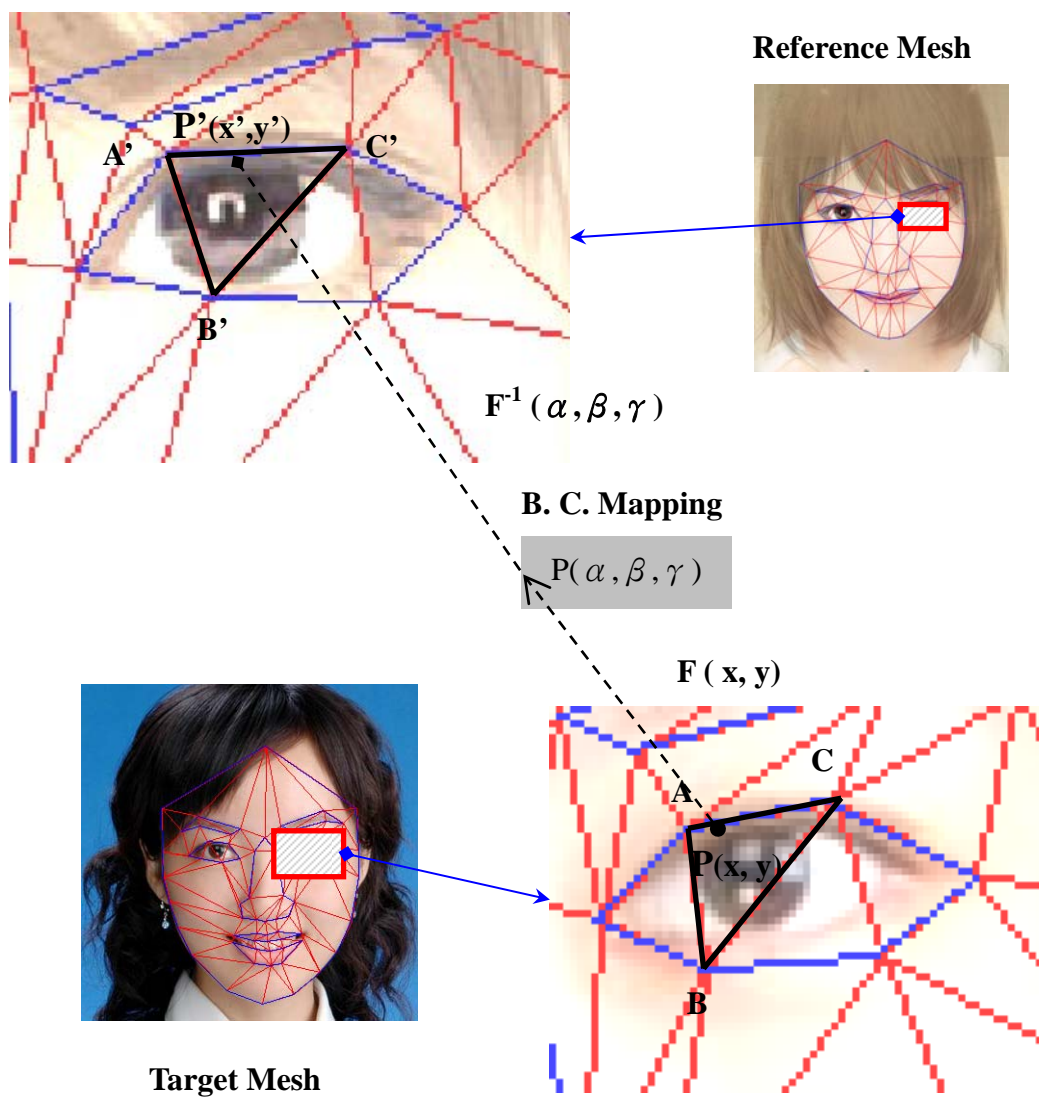 Reference Mesh
P’(x’,y’)
A’
C’
B’
F-1 ( α , β , γ )
B. C. Mapping
P( α , β , γ )
F ( x, y)
C
A
P(x, y)
B
Target Mesh